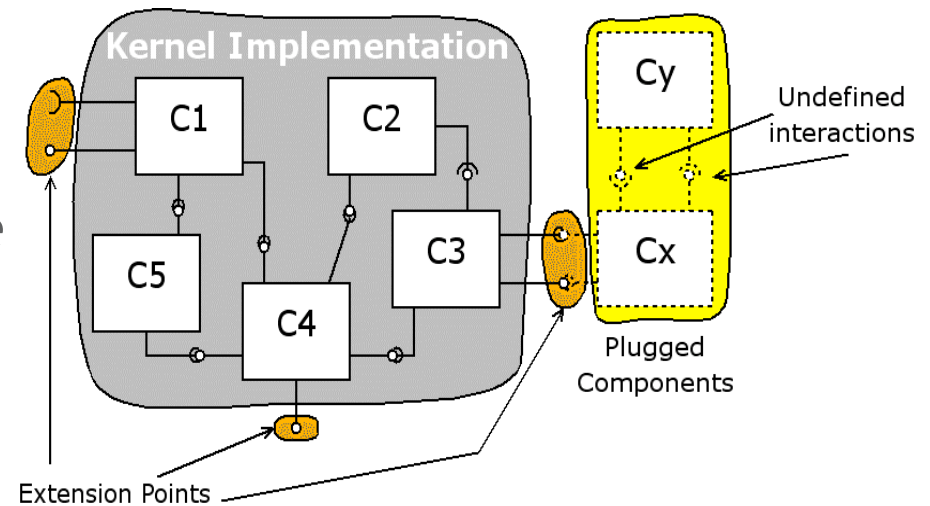 Kernel Implementation
C1
C2
Cy
Undefined
interactions
C5
C3
Cx
C4
Plugged
Components
Extension Points